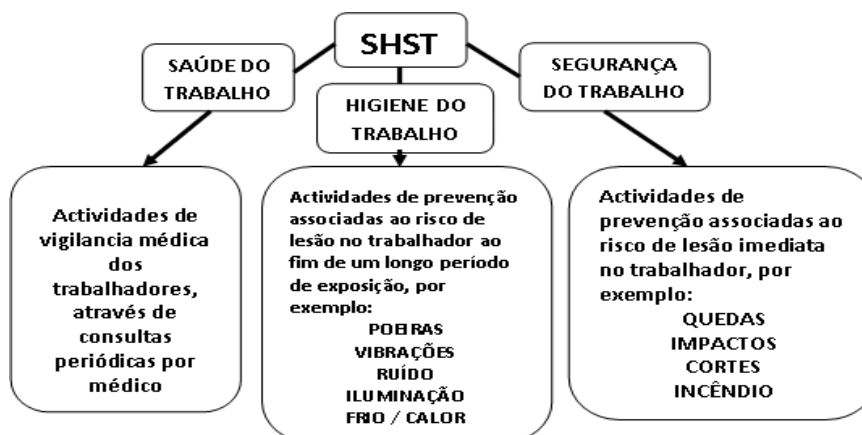 SHST
SAÚDE DO
TRABALHO
HIGIENE DO
TRABALHO
SEGURANÇA
DO TRABALHO
Actividades de
vigilancia médica
dos
trabalhadores,
através de
consultas
periódicas por
médico
Actividades de prevenção
associadas ao risco de
lesão no trabalhador ao
fim de um longo período
de exposição, por
exemplo:
POEIRAS
VIBRAÇÕES
RUÍDO
ILUMINAÇÃO
FRIO / CALOR
Actividades de
prevenção associadas ao
risco de lesão imediata
no trabalhador, por
exemplo:
QUEDAS
IMPACTOS
CORTES
INCÊNDIO